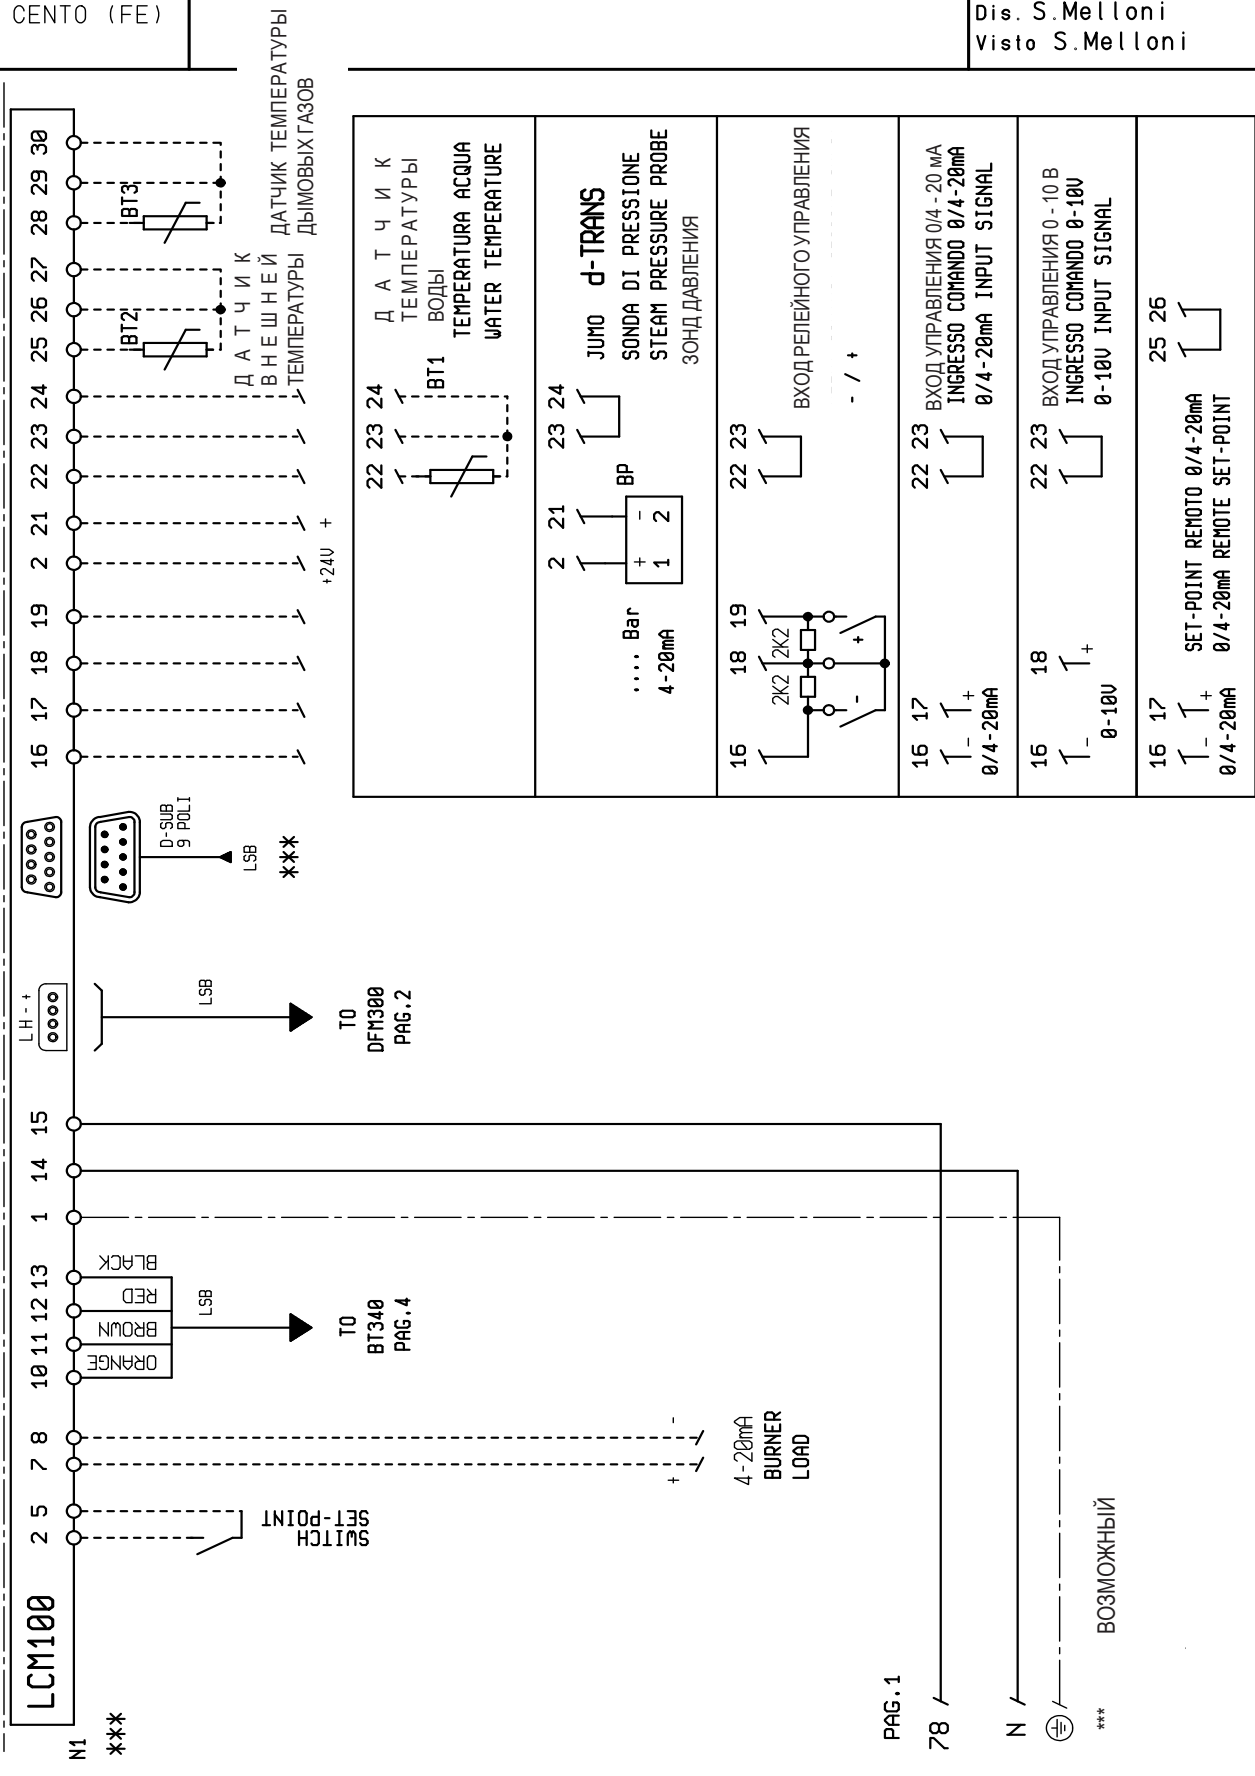 CENTO (FE)
Dis. S.Melloni
Visto S.Melloni
LCM100
N1
***
2 5 7 8 10 11 12 13 1 14 15
LH-+
16 17 18 19 2 21 22 23 24 25 26 27 28 29 30
SWITCH
SET-POINT
+ -
4-20mA
BURNER
LOAD
ORANGE
BROWN
RED
BLACK
LSB
TO
BT340
PAG.4
LSB
TO
DFM300
PAG.2
D-SUB
9 POLI
LSB
***
+24V +
BT2
ДАТЧИК
ВНЕШНЕЙ
ТЕМПЕРАТУРЫ
BT3
ДАТЧИК ТЕМПЕРАТУРЫ
ДЫМОВЫХ ГАЗОВ
22 23 24
BT1
ДАТЧИК
ТЕМПЕРАТУРЫ
ВОДЫ
TEMPERATURA ACQUA
WATER TEMPERATURE
2 21 23 24
+ -
1 2
BP
.... Bar
4-20mA
JUMO d-TRANS
SONDA DI PRESSIONE
STEAM PRESSURE PROBE
ЗОНД ДАВЛЕНИЯ
16 18 19 22 23
2K2 2K2
- +
ВХОД РЕЛЕЙНОГО УПРАВЛЕНИЯ
- / +
16 17 22 23
- +
0/4-20mA
ВХОД УПРАВЛЕНИЯ 0/4 - 20 мА
INGRESSO COMANDO 0/4-20mA
0/4-20mA INPUT SIGNAL
16 18 22 23
- +
0-10V
ВХОД УПРАВЛЕНИЯ 0 - 10 В
INGRESSO COMANDO 0-10V
0-10V INPUT SIGNAL
16 17 25 26
- +
0/4-20mA
SET-POINT REMOTO 0/4-20mA
0/4-20mA REMOTE SET-POINT
PAG.1
78
N
*** ВОЗМОЖНЫЙ